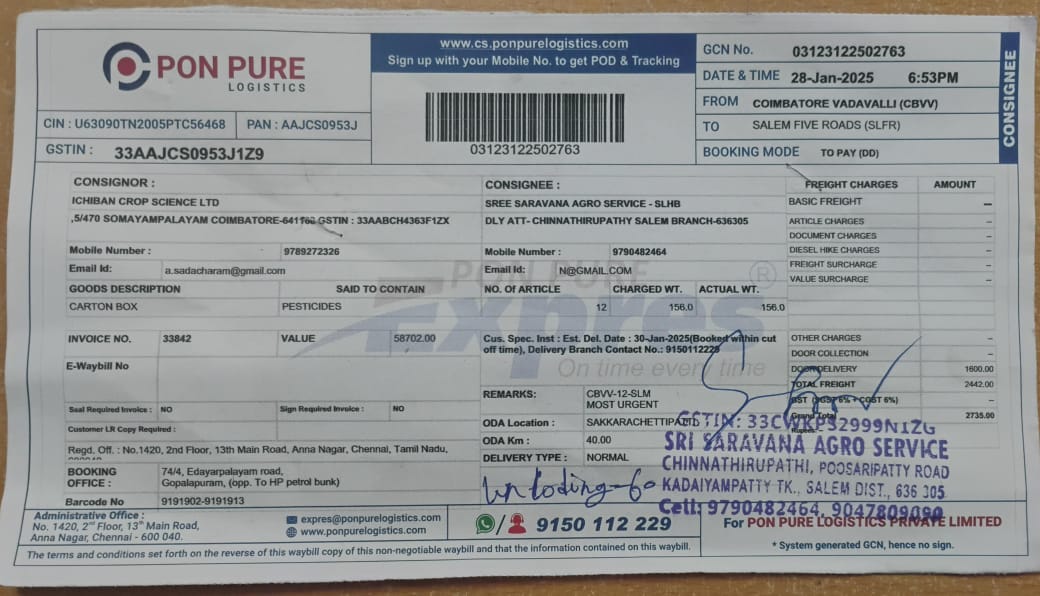 PON PURE
LOGISTICS
www.cs.ponpurelogistics.com
Sign up with your Mobile No. to get POD & Tracking
03123122502763
GCN No. 03123122502763
DATE & TIME 28-Jan-2025 6:53PM
FROM COIMBATORE VADAVALLI (CBVV)
TO SALEM FIVE ROADS (SLFR)
BOOKING MODE TO PAY (DD)
CONSIGNEE
CIN : U63090TN2005PTC56468 PAN : AAJCS0953J
GSTIN : 33AAJCS0953J1Z9
CONSIGNOR :
ICHIBAN CROP SCIENCE LTD
,5/470 SOMAYAMPALAYAM COIMBATORE-641 GSTIN : 33AABCH4363F1ZX
Mobile Number : 9789272326
Email Id: a.sadacharam@gmail.com
GOODS DESCRIPTION SAID TO CONTAIN
CARTON BOX PESTICIDES
CONSIGNEE :
SREE SARAVANA AGRO SERVICE - SLHB
DLY ATT- CHINNATHIRUPATHY SALEM BRANCH-636305
Mobile Number : 9790482464
Email Id: N@GMAIL.COM
NO. Of ARTICLE CHARGED WT. ACTUAL WT.
12 156.0 156.0
FREIGHT CHARGES AMOUNT
BASIC FREIGHT –
ARTICLE CHARGES –
DOCUMENT CHARGES –
DIESEL HIKE CHARGES –
FREIGHT SURCHARGE –
VALUE SURCHARGE –
PON PURE
Expres
On time every time
INVOICE NO. 33842 VALUE 58702.00
E-Waybill No
Seal Required Invoice : NO Sign Required Invoice : NO
Customer LR Copy Required :
Regd. Off. : No.1420, 2nd Floor, 13th Main Road, Anna Nagar, Chennai, Tamil Nadu,
BOOKING OFFICE : 74/4, Edayarpalayam road,
Gopalapuram, (opp. To HP petrol bunk)
Barcode No 9191902-9191913
Cus. Spec. Inst : Est. Del. Date : 30-Jan-2025(Booked within cut
off time), Delivery Branch Contact No.: 9150112229
REMARKS: CBVV-12-SLM
MOST URGENT
ODA Location : SAKKARACHETTIPATTI
ODA Km : 40.00
DELIVERY TYPE : NORMAL
OTHER CHARGES –
DOOR COLLECTION –
DOOR DELIVERY 1600.00
TOTAL FREIGHT 2442.00
GST (SGST 6% + CGST 6%)
Grand Total 2735.00
GSTIN: 33CWKPS2999N1ZG
SRI SARAVANA AGRO SERVICE
CHINNATHIRUPATHI, POOSARIPATTY ROAD
KADAIYAMPATTY TK., SALEM DIST., 636 305
Cell: 9790482464, 9047809090
Administrative Office :
No. 1420, 2nd Floor, 13th Main Road,
Anna Nagar, Chennai - 600 040.
expres@ponpurelogistics.com
www.ponpurelogistics.com
9150 112 229
For PON PURE LOGISTICS PRIVATE LIMITED
* System generated GCN, hence no sign.
The terms and conditions set forth on the reverse of this waybill copy of this non-negotiable waybill and that the information contained on this waybill.